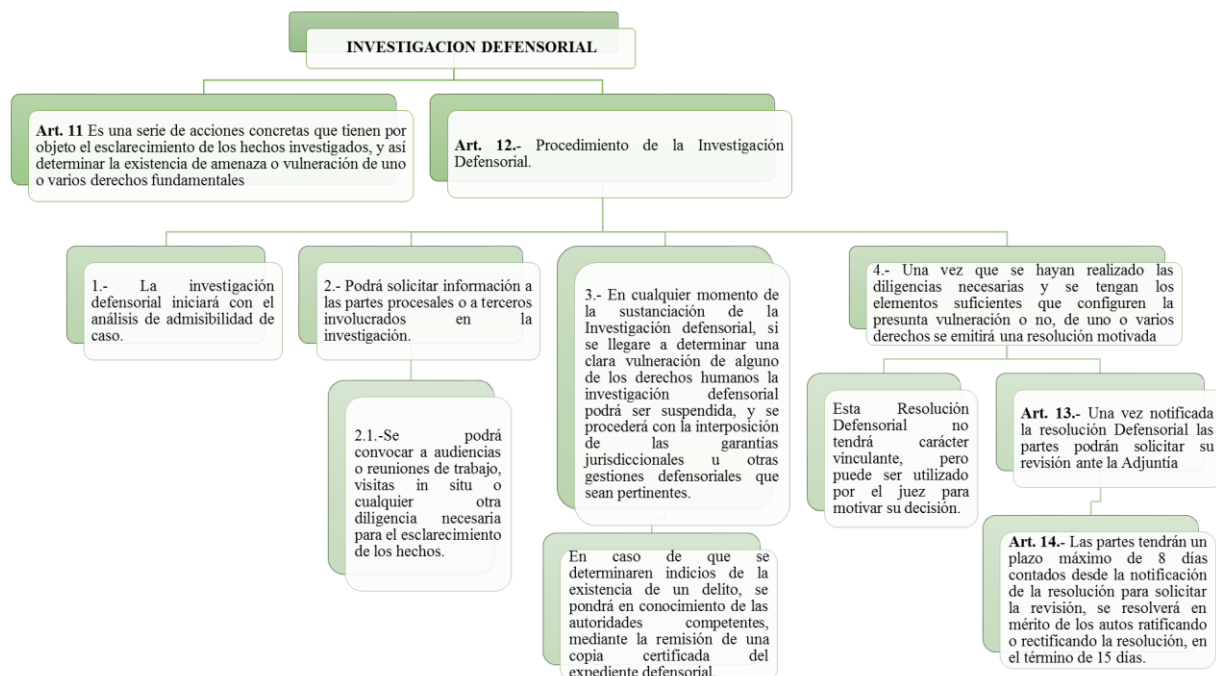 INVESTIGACION DEFENSORIAL
Art. 11 Es una serie de acciones concretas que tienen por
objeto el esclarecimiento de los hechos investigados, y así
determinar la existencia de amenaza o vulneración de uno
o varios derechos fundamentales
Art. 12.- Procedimiento de la Investigación
Defensorial.
1.- La investigación
defensorial iniciará con el
análisis de admisibilidad de
caso.
2.- Podrá solicitar información a
las partes procesales o a terceros
involucrados en la
investigación.
2.1.-Se podrá
convocar a audiencias
o reuniones de trabajo,
visitas in situ o
cualquier otra
diligencia necesaria
para el esclarecimiento
de los hechos.
3.- En cualquier momento de
la sustanciación de la
Investigación defensorial, si
se llegare a determinar una
clara vulneración de alguno
de los derechos humanos la
investigación defensorial
podrá ser suspendida, y se
procederá con la interposición
de las garantías
jurisdiccionales u otras
gestiones defensoriales que
sean pertinentes.
En caso de que se
determinaren indicios de la
existencia de un delito, se
pondrá en conocimiento de las
autoridades competentes,
mediante la remisión de una
copia certificada del
expediente defensorial.
4.- Una vez que se hayan realizado las
diligencias necesarias y se tengan los
elementos suficientes que configuren la
presunta vulneración o no, de uno o varios
derechos se emitirá una resolución motivada
Esta Resolución
Defensorial no
tendrá carácter
vinculante, pero
puede ser utilizado
por el juez para
motivar su decisión.
Art. 13.- Una vez notificada
la resolución Defensorial las
partes podrán solicitar su
revisión ante la Adjuntía
Art. 14.- Las partes tendrán un
plazo máximo de 8 días
contados desde la notificación
de la resolución para solicitar
la revisión, se resolverá en
mérito de los autos ratificando
o rectificando la resolución, en
el término de 15 días.